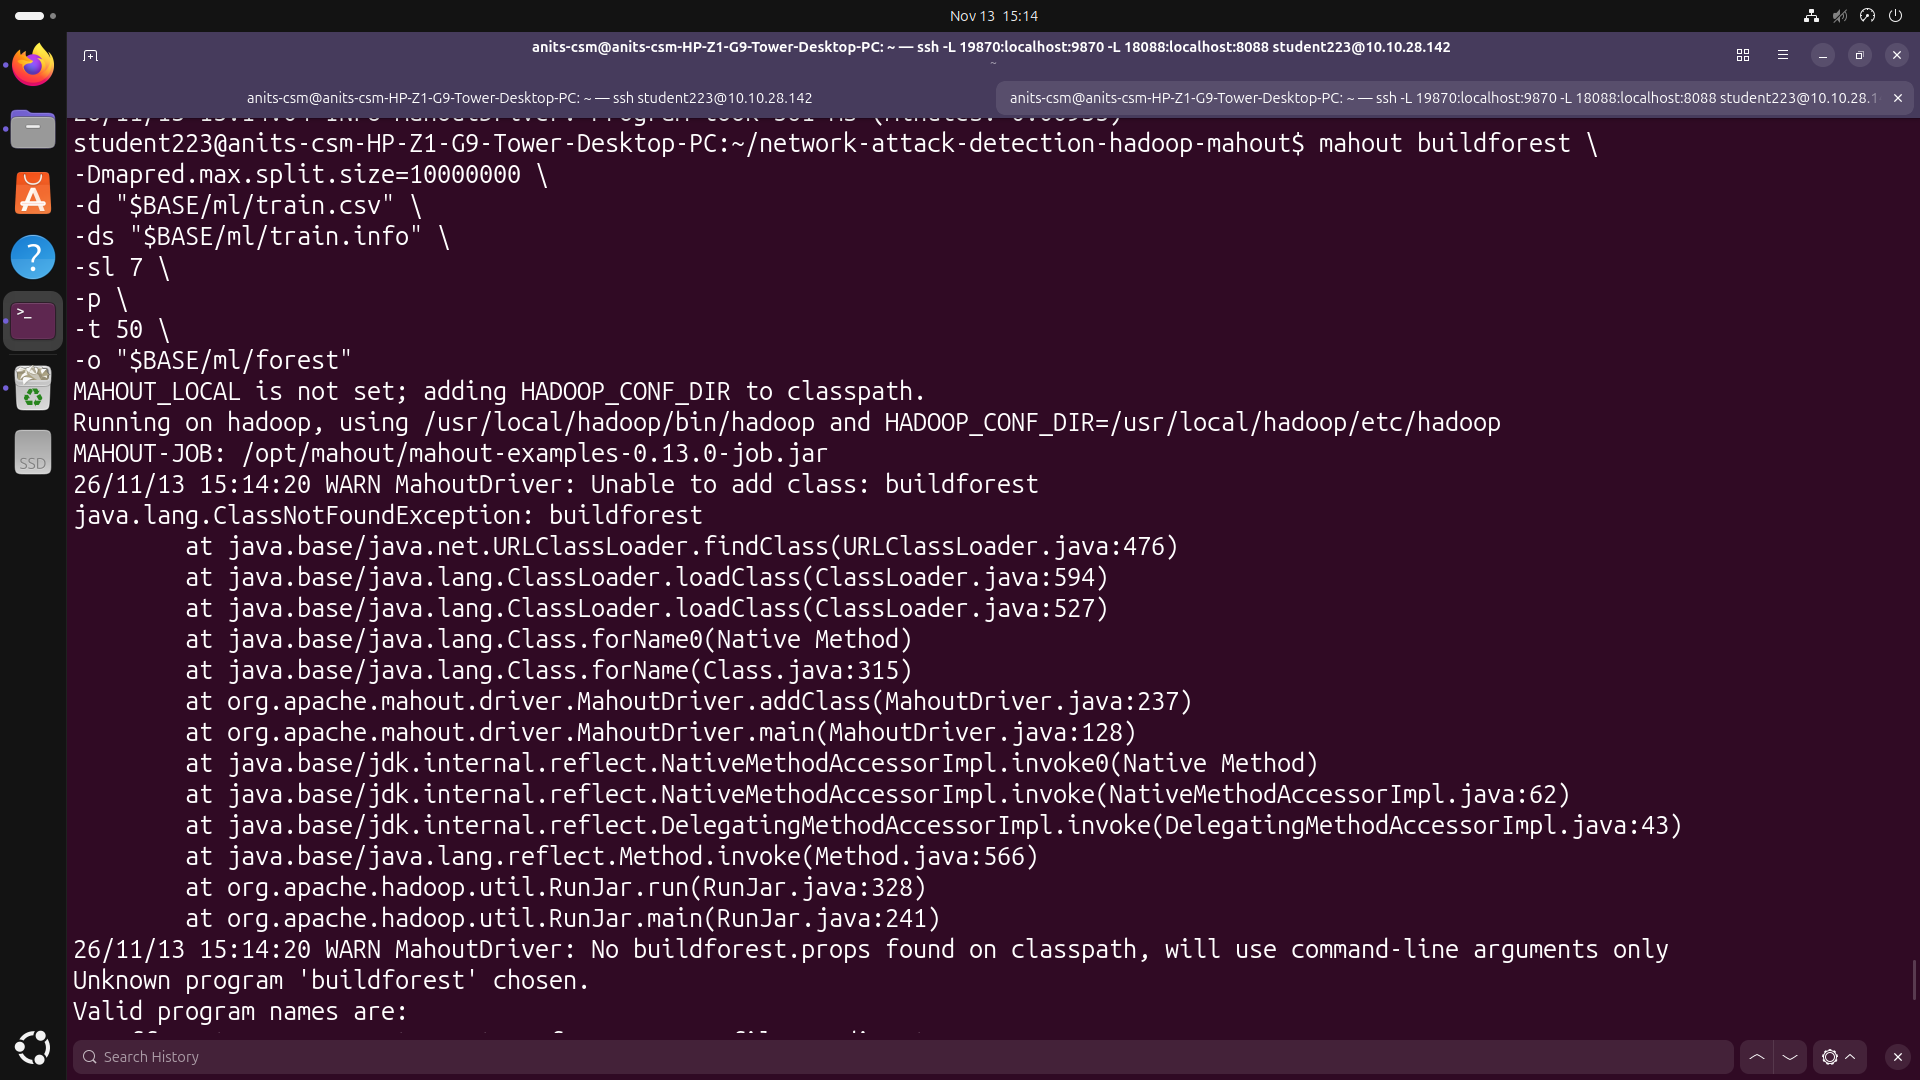 Nov 13 15:14
anits-csm@anits-csm-HP-Z1-G9-Tower-Desktop-PC: ~ — ssh -L 19870:localhost:9870 -L 18088:localhost:8088 student223@10.10.28.142
~
anits-csm@anits-csm-HP-Z1-G9-Tower-Desktop-PC: ~ — ssh student223@10.10.28.142
anits-csm@anits-csm-HP-Z1-G9-Tower-Desktop-PC: ~ — ssh -L 19870:localhost:9870 -L 18088:localhost:8088 student223@10.10.28.1
student223@anits-csm-HP-Z1-G9-Tower-Desktop-PC:~/network-attack-detection-hadoop-mahout$ mahout buildforest \
-Dmapred.max.split.size=10000000 \
-d "$BASE/ml/train.csv" \
-ds "$BASE/ml/train.info" \
-sl 7 \
-p \
-t 50 \
-o "$BASE/ml/forest"
MAHOUT_LOCAL is not set; adding HADOOP_CONF_DIR to classpath.
Running on hadoop, using /usr/local/hadoop/bin/hadoop and HADOOP_CONF_DIR=/usr/local/hadoop/etc/hadoop
MAHOUT-JOB: /opt/mahout/mahout-examples-0.13.0-job.jar
26/11/13 15:14:20 WARN MahoutDriver: Unable to add class: buildforest
java.lang.ClassNotFoundException: buildforest
at java.base/java.net.URLClassLoader.findClass(URLClassLoader.java:476)
at java.base/java.lang.ClassLoader.loadClass(ClassLoader.java:594)
at java.base/java.lang.ClassLoader.loadClass(ClassLoader.java:527)
at java.base/java.lang.Class.forName0(Native Method)
at java.base/java.lang.Class.forName(Class.java:315)
at org.apache.mahout.driver.MahoutDriver.addClass(MahoutDriver.java:237)
at org.apache.mahout.driver.MahoutDriver.main(MahoutDriver.java:128)
at java.base/jdk.internal.reflect.NativeMethodAccessorImpl.invoke0(Native Method)
at java.base/jdk.internal.reflect.NativeMethodAccessorImpl.invoke(NativeMethodAccessorImpl.java:62)
at java.base/jdk.internal.reflect.DelegatingMethodAccessorImpl.invoke(DelegatingMethodAccessorImpl.java:43)
at java.base/java.lang.reflect.Method.invoke(Method.java:566)
at org.apache.hadoop.util.RunJar.run(RunJar.java:328)
at org.apache.hadoop.util.RunJar.main(RunJar.java:241)
26/11/13 15:14:20 WARN MahoutDriver: No buildforest.props found on classpath, will use command-line arguments only
Unknown program 'buildforest' chosen.
Valid program names are:
SSD
Search History